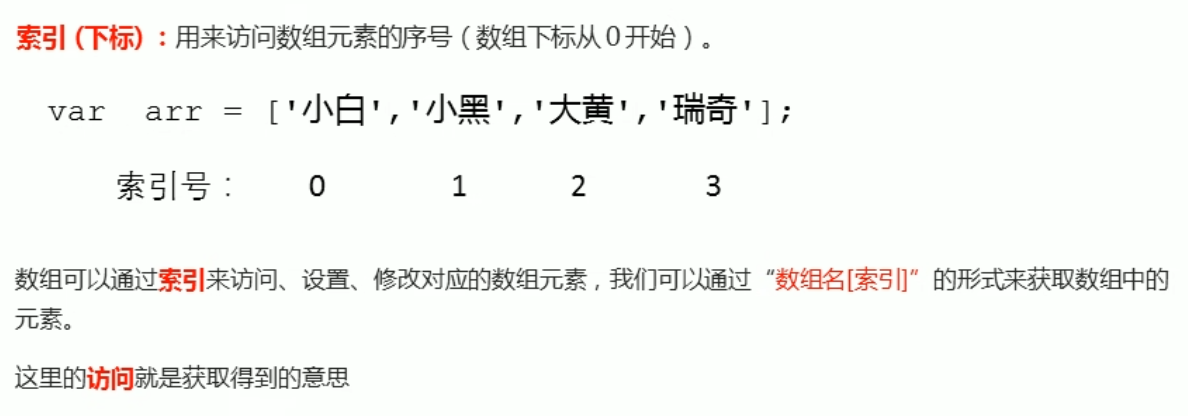 索引 (下标) ：用来访问数组元素的序号（数组下标从０开始）。
var arr = ['小白','小黑','大黄','瑞奇'];
索引号： 0 1 2 3
数组可以通过索引来访问、设置、修改对应的数组元素，我们可以通过“数组名[索引]”的形式来获取数组中的
元素。
这里的访问就是获取得到的意思